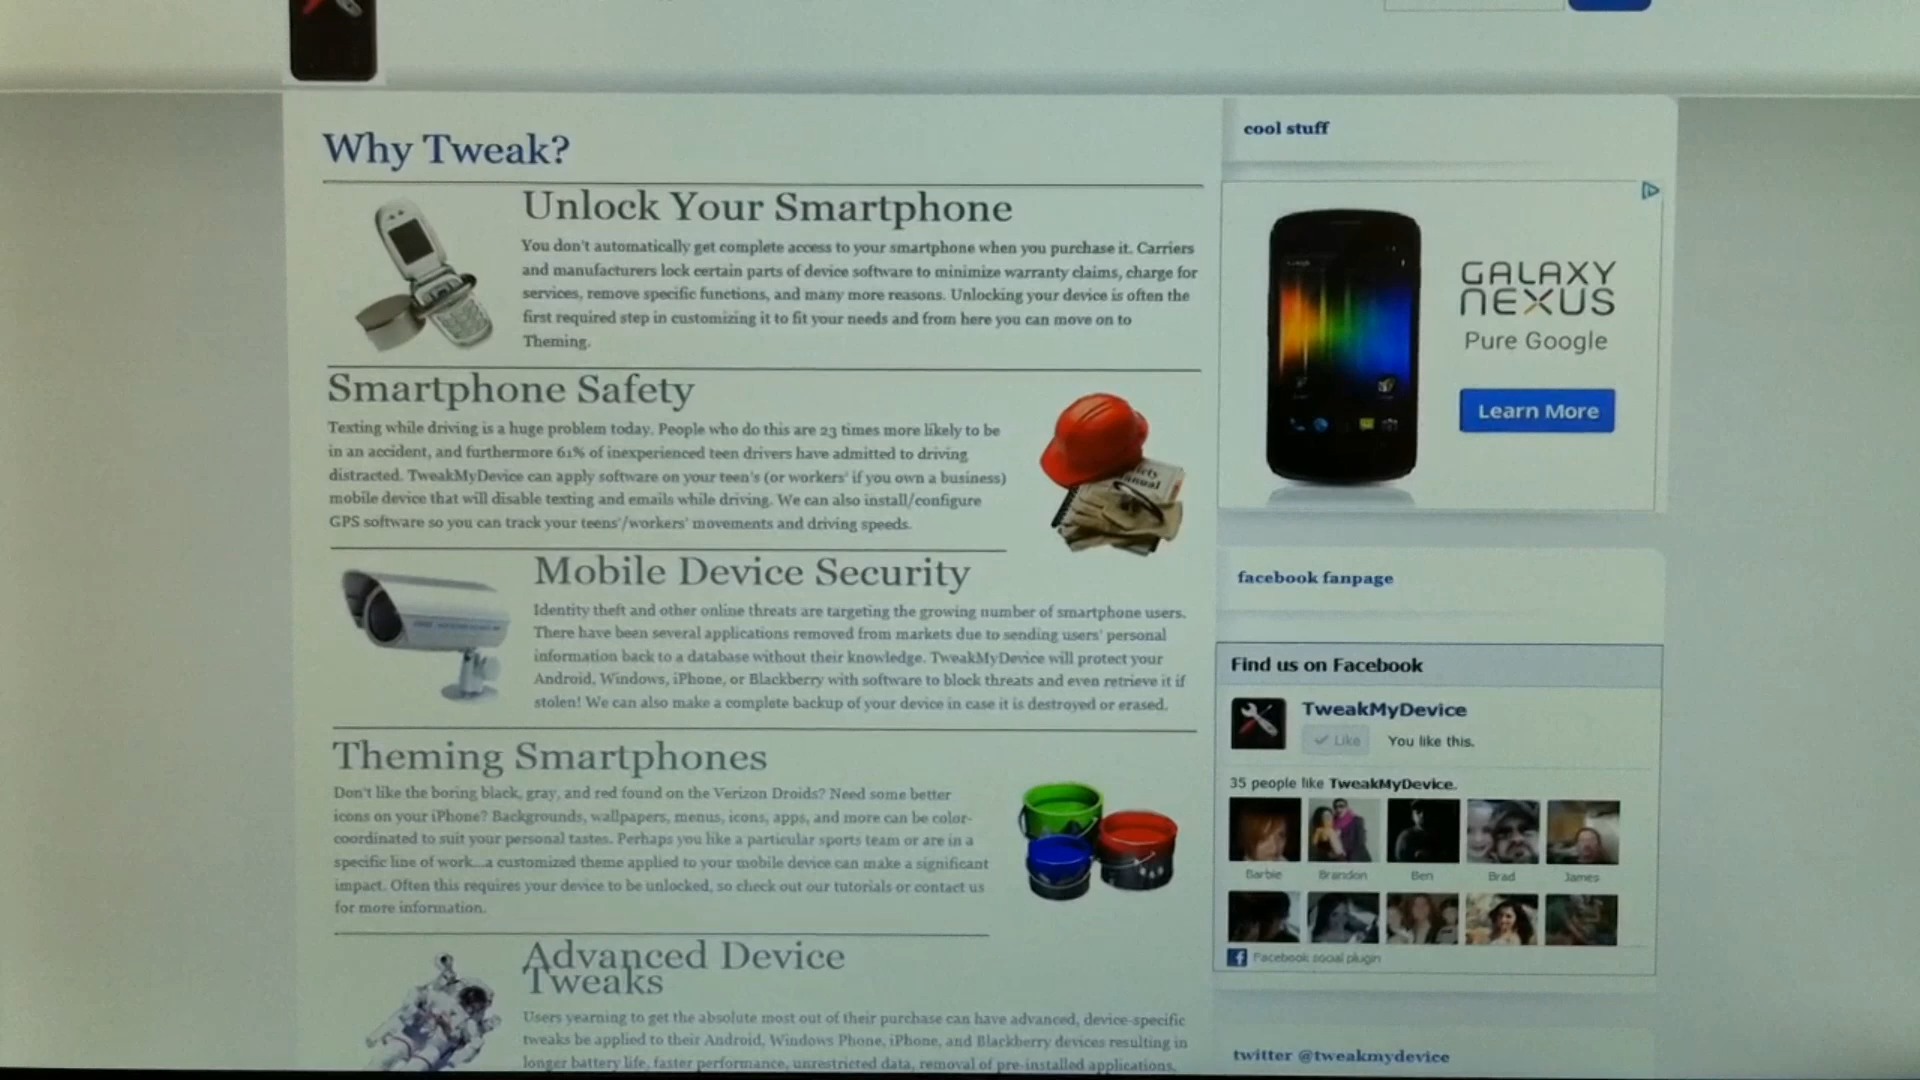 Why Tweak?
Unlock Your Smartphone
You don't automatically get complete access to your smartphone when you purchase it. Carriers
and manufacturers lock certain parts of device software to minimize warranty claims, charge for
services, remove specific functions, and many more reasons. Unlocking your device is often the
first required step in customizing it to fit your needs and from here you can move on to
Theming.
Smartphone Safety
Texting while driving is a huge problem today. People who do this are 23 times more likely to be
in an accident, and furthermore 61% of inexperienced teen drivers have admitted to driving
distracted. TweakMyDevice can apply software on your teen's (or workers' if you own a business)
mobile device that will disable texting and emails while driving. We can also install/configure
GPS software so you can track your teens'/workers' movements and driving speeds.
Mobile Device Security
Identity theft and other online threats are targeting the growing number of smartphone users.
There have been several applications removed from markets due to sending users' personal
information back to a database without their knowledge. TweakMyDevice will protect your
Android, Windows, iPhone, or Blackberry with software to block threats and even retrieve it if
stolen! We can also make a complete backup of your device in case it is destroyed or erased.
Theming Smartphones
Don't like the boring black, gray, and red found on the Verizon Droids? Need some better
icons on your iPhone? Backgrounds, wallpapers, menus, icons, apps, and more can be color-
coordinated to suit your personal tastes. Perhaps you like a particular sports team or are in a
specific line of work...a customized theme applied to your mobile device can make a significant
impact. Often this requires your device to be unlocked, so check out our tutorials or contact us
for more information.
Advanced Device
Tweaks
Users yearning to get the absolute most out of their purchase can have advanced, device-specific
tweaks be applied to their Android, Windows Phone, iPhone, and Blackberry devices resulting in
longer battery life, faster performance, unrestricted data, removal of pre-installed applications,
cool stuff
GALAXY
NEXUS
Pure Google
Learn More
facebook fanpage
Find us on Facebook
TweakMyDevice
Like You like this.
35 people like TweakMyDevice.
Barbie Brandon Ben Brad James
Facebook social plugin
twitter @tweakmydevice